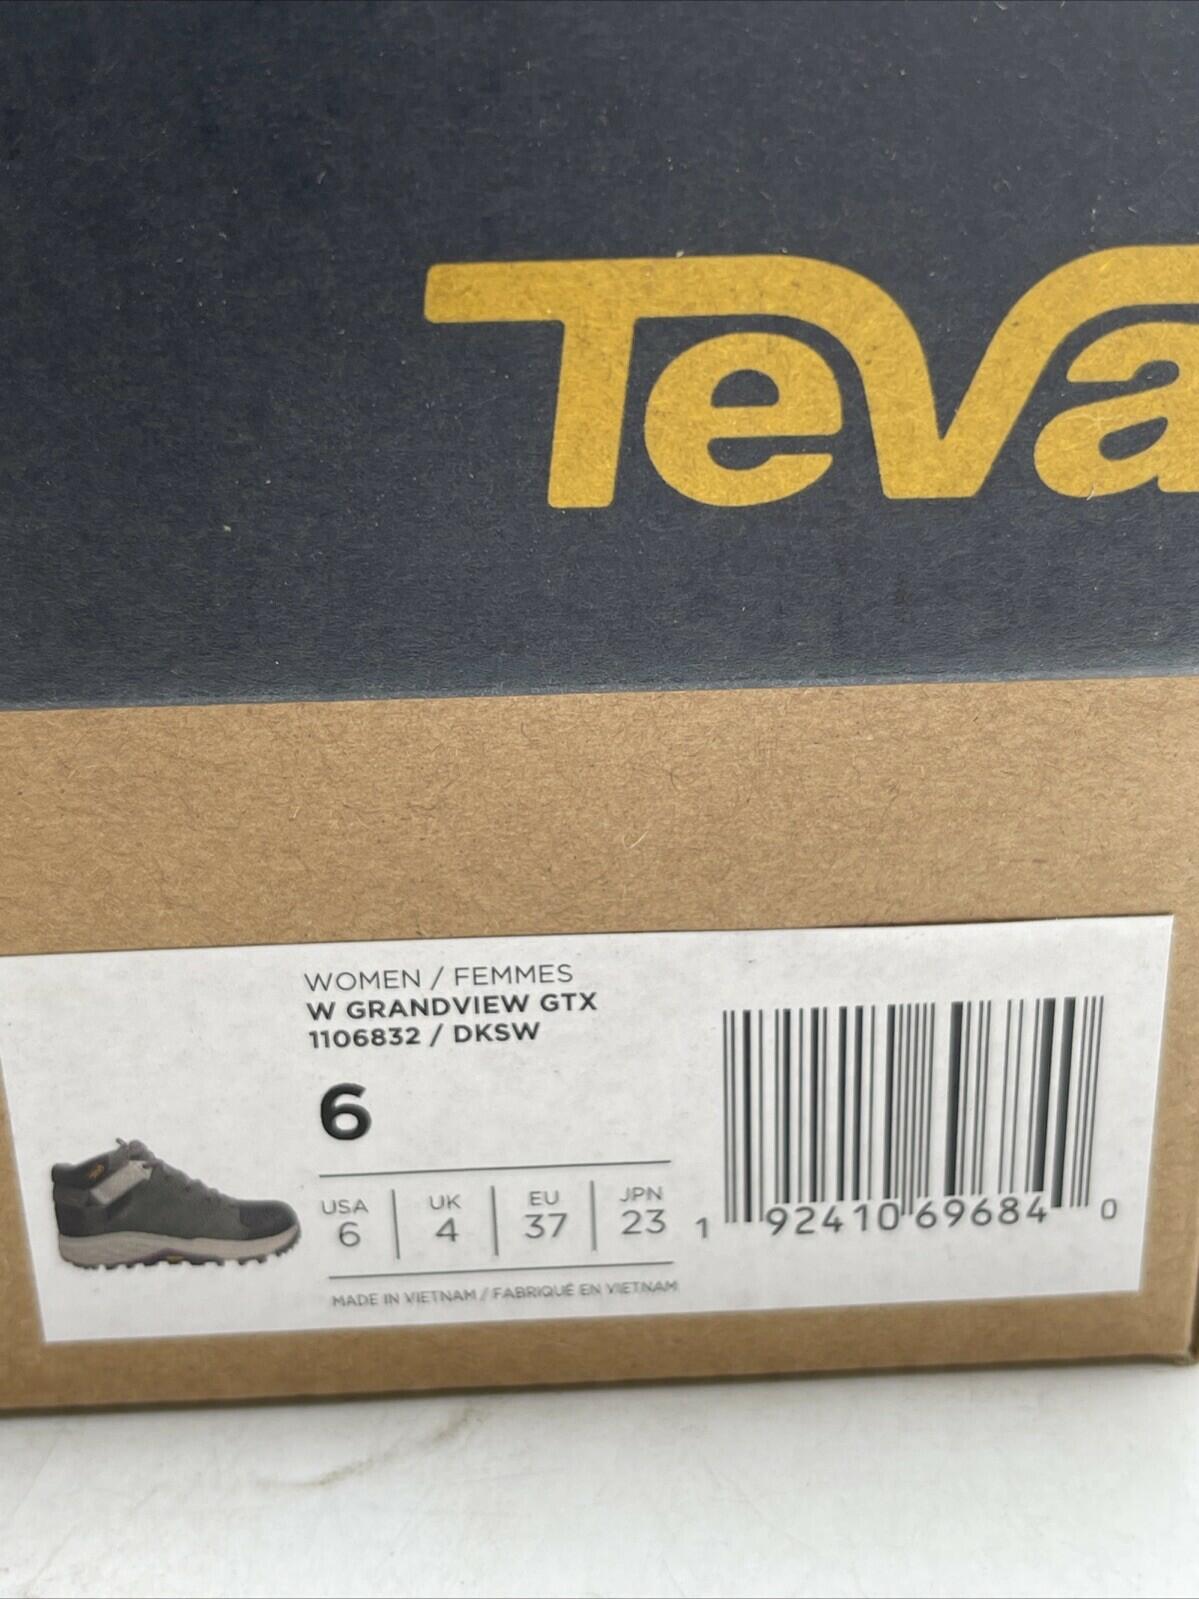 Teva
WOMEN / FEMMES
W GRANDVIEW GTX
1106832 / DKSW
6
USA UK EU JPN
6 4 37 23
MADE IN VIETNAM / FABRIQUÉ EN VIETNAM
1 92410 69684 0